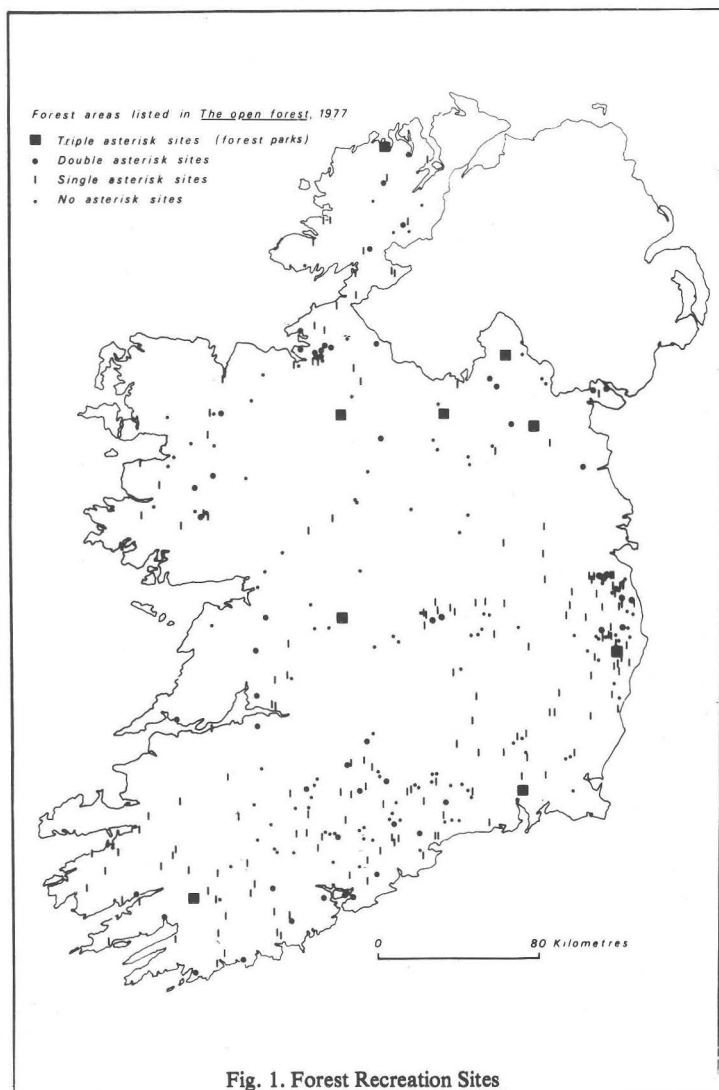 Forest areas listed in The open forest, 1977
Triple asterisk sites (forest parks)
Double asterisk sites
Single asterisk sites
No asterisk sites
0 80 Kilometres
Fig. 1. Forest Recreation Sites